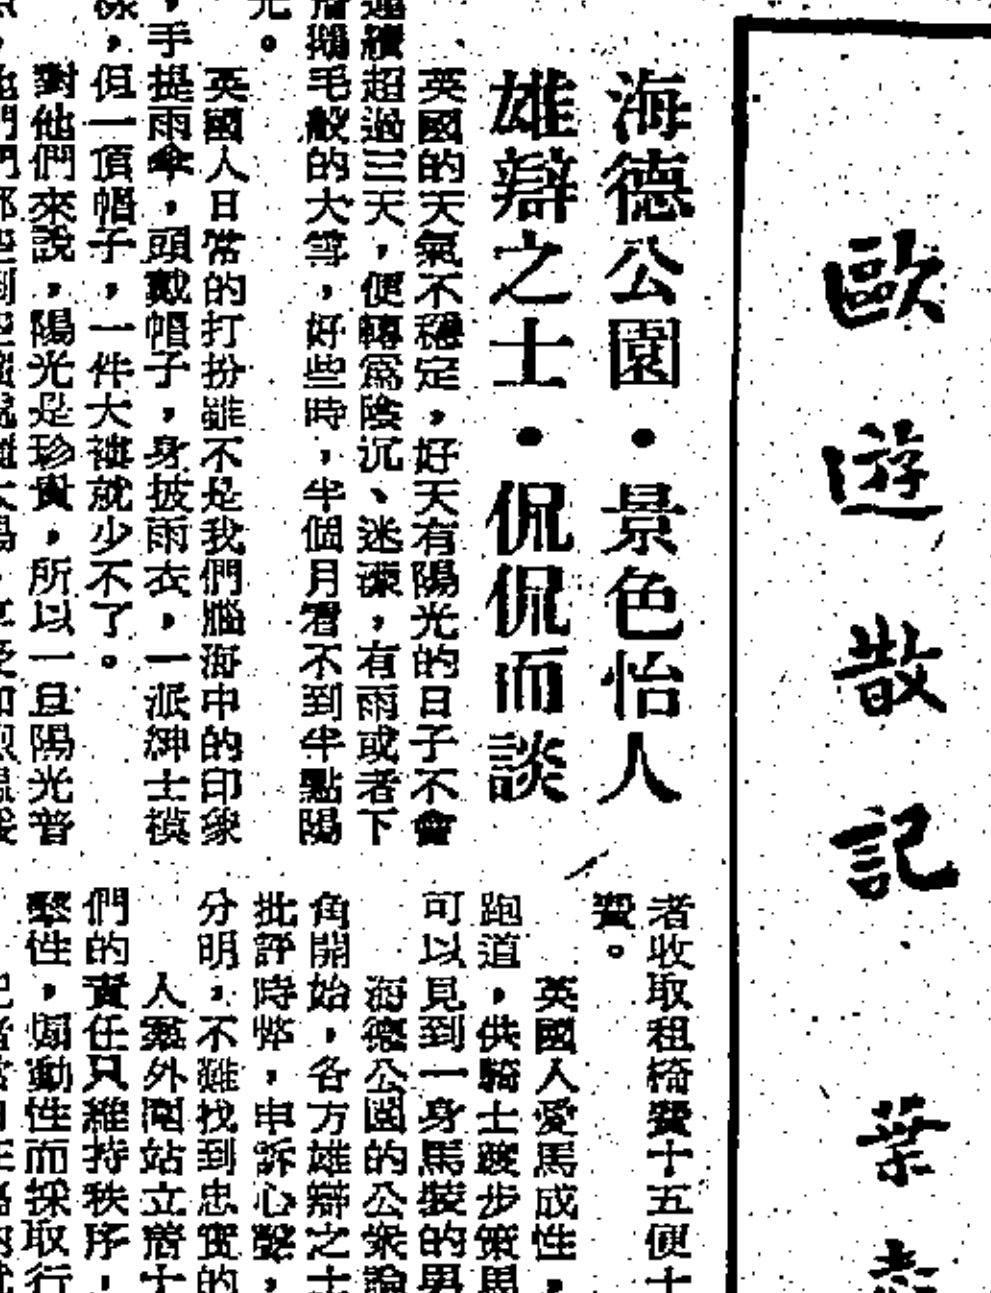 歐遊散記
葉
海德公園·景色怡人
雄辯之士·侃侃而談
英國的天氣不穩定,好天有陽光的日子不會
連續超過三天,便轉為陰沉、迷濛,有雨或者下
毛般的大雪,好些時,半個月看不到半點陽
光。
英國人日常的打扮雖不是我們腦海中的印象
,手提雨傘,頭戴帽子,身披雨衣,一派紳士模
樣,但一頂帽子,一件大褸就少不了。
對他們來說,陽光是珍貴,所以一旦陽光普
者收取租椅費十五便士
費。
英國人愛馬成性,
跑道,供騎士踱步策馬
可以見到一身馬裝的男
海德公園的公衆論
角開始,各方雄辯之士
批評時弊,申訴心聲,
分明,不難找到忠實的
人羣外圍站立着十
們的責任只維持秩序,
擊性,煽動性而採取行